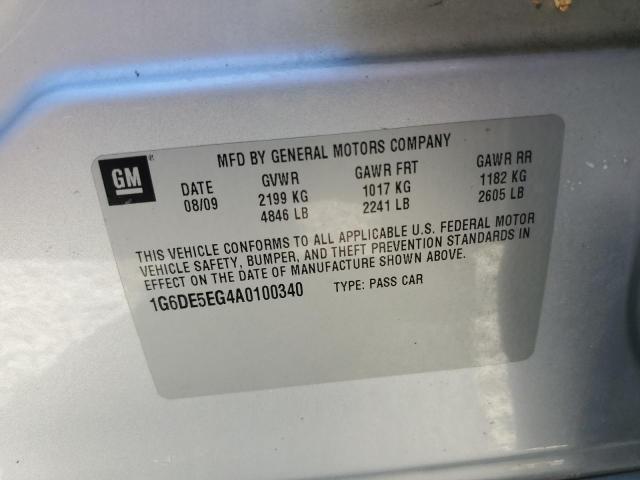 GM
MFD BY GENERAL MOTORS COMPANY
DATE GVWR GAWR FRT GAWR RR
08/09 2199 KG 1017 KG 1182 KG
4846 LB 2241 LB 2605 LB
THIS VEHICLE CONFORMS TO ALL APPLICABLE U.S. FEDERAL MOTOR
VEHICLE SAFETY, BUMPER, AND THEFT PREVENTION STANDARDS IN
EFFECT ON THE DATE OF MANUFACTURE SHOWN ABOVE.
1G6DE5EG4A0100340 TYPE: PASS CAR